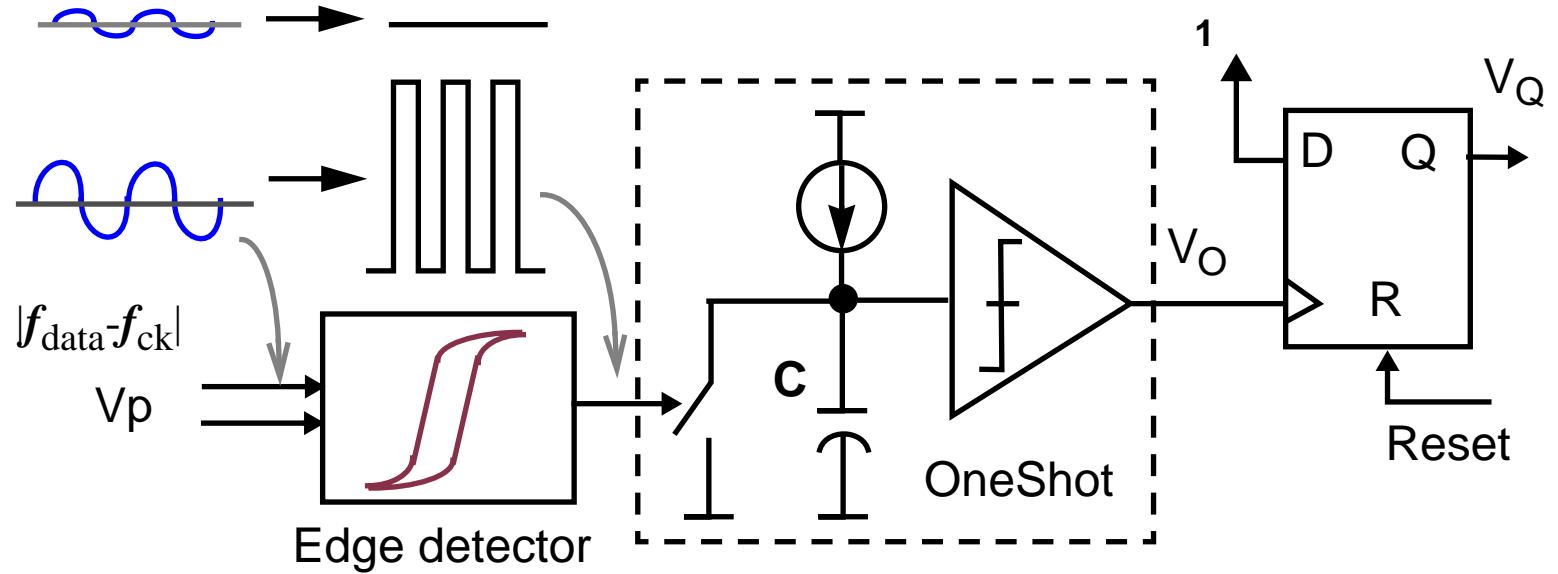 1
V_Q
D Q
|f_data-f_ck|
Vp
C
V_O
R
OneShot
Reset
Edge detector